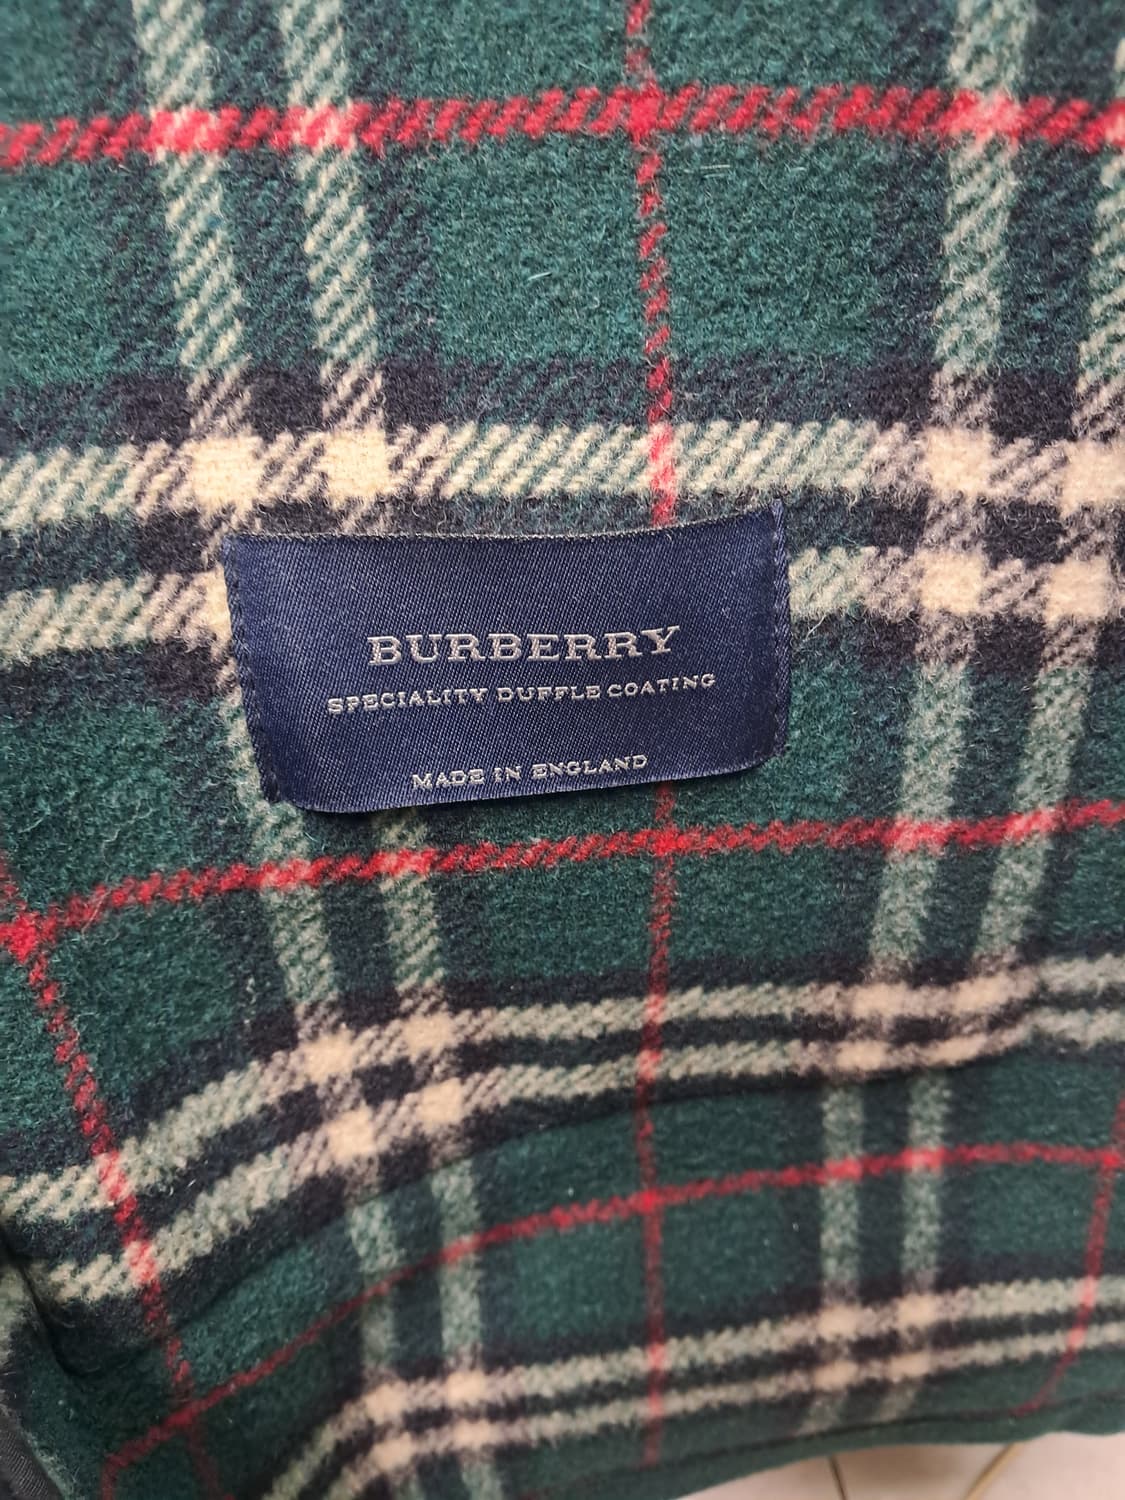 BURBERRY
SPECIALITY DUFFLE COATING
MADE IN ENGLAND